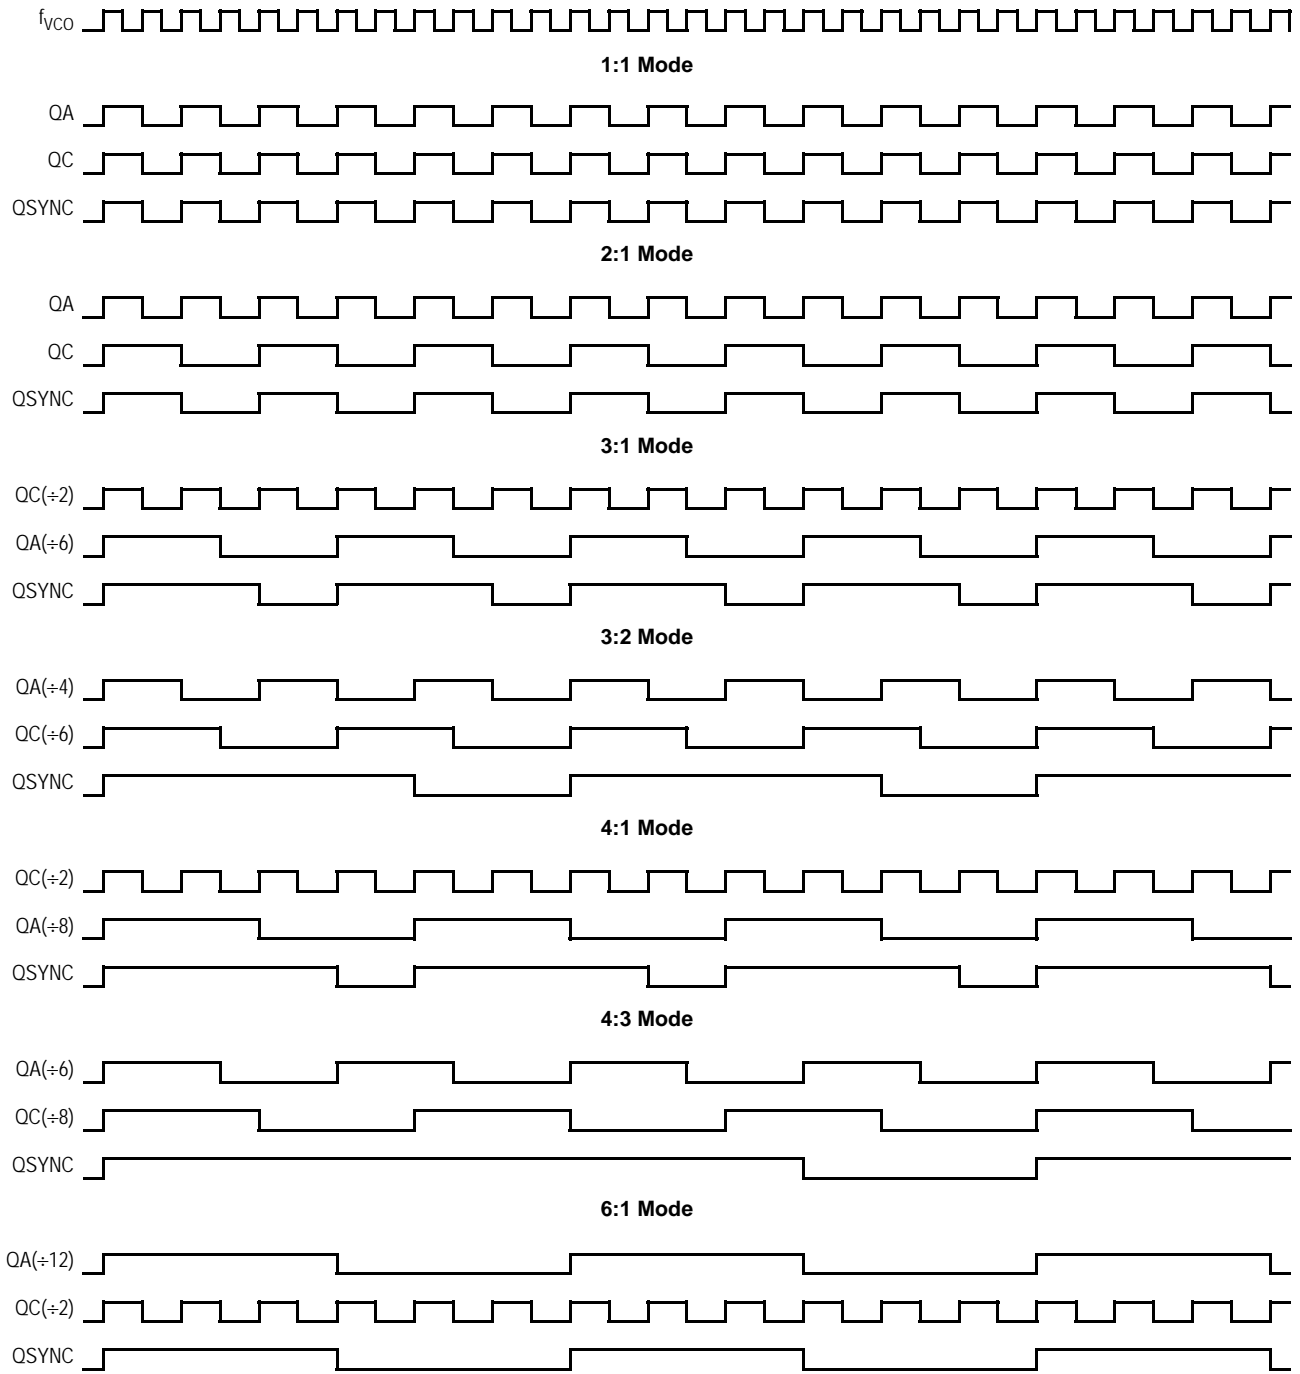 fVCO
1:1 Mode
QA
QC
QSYNC
2:1 Mode
QA
QC
QSYNC
3:1 Mode
QC(÷2)
QA(÷6)
QSYNC
3:2 Mode
QA(÷4)
QC(÷6)
QSYNC
4:1 Mode
QC(÷2)
QA(÷8)
QSYNC
4:3 Mode
QA(÷6)
QC(÷8)
QSYNC
6:1 Mode
QA(÷12)
QC(÷2)
QSYNC